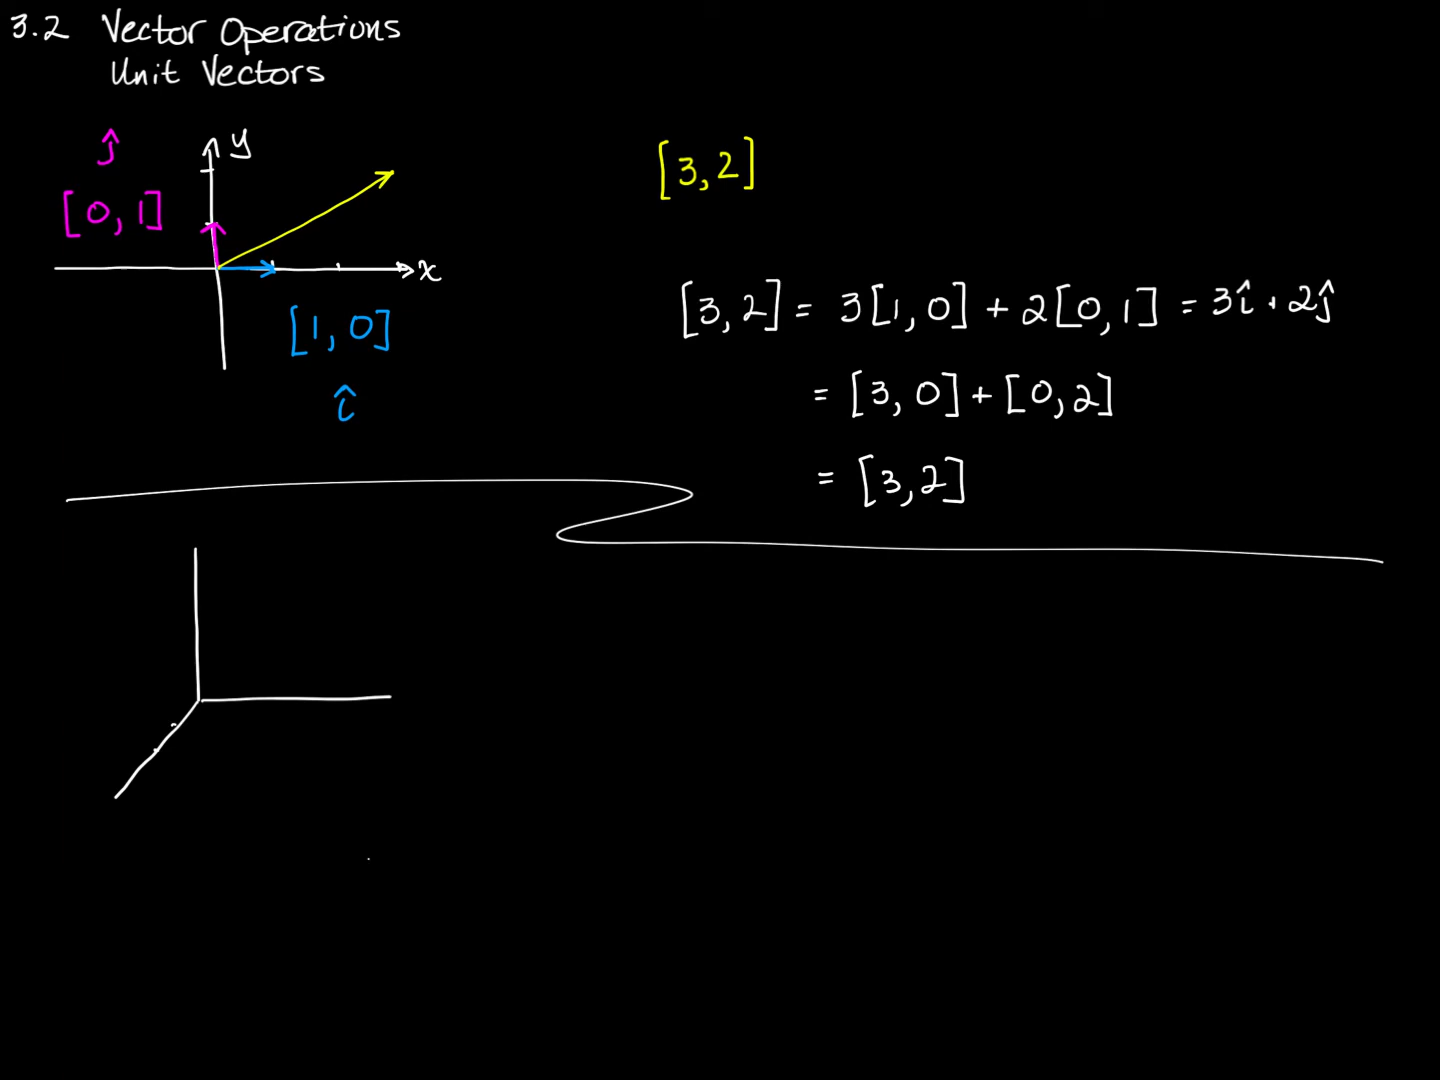 3.2 Vector Operations
Unit Vectors
ĵ
y
[0, 1]
x
[1, 0]
î
[3, 2]
[3, 2] = 3[1, 0] + 2[0, 1] = 3î + 2ĵ
= [3, 0] + [0, 2]
= [3, 2]